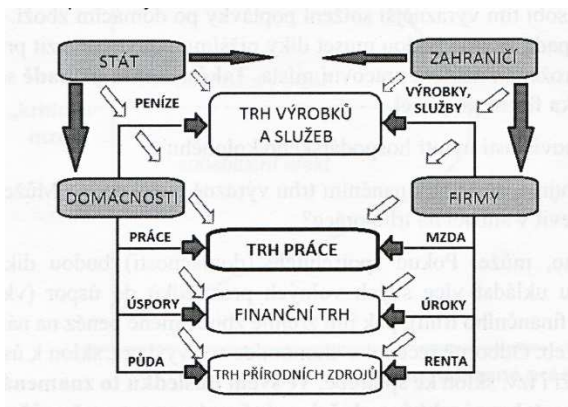 STÁT
ZAHRANIČÍ
PENÍZE
VÝROBKY,
SLUŽBY
TRH VÝROBKŮ
A SLUŽEB
DOMÁCNOSTI
FIRMY
PRÁCE
TRH PRÁCE
MZDA
ÚSPORY
FINANČNÍ TRH
ÚROK
PŮDA
TRH PŘÍRODNÍCH ZDROJŮ
RENTA